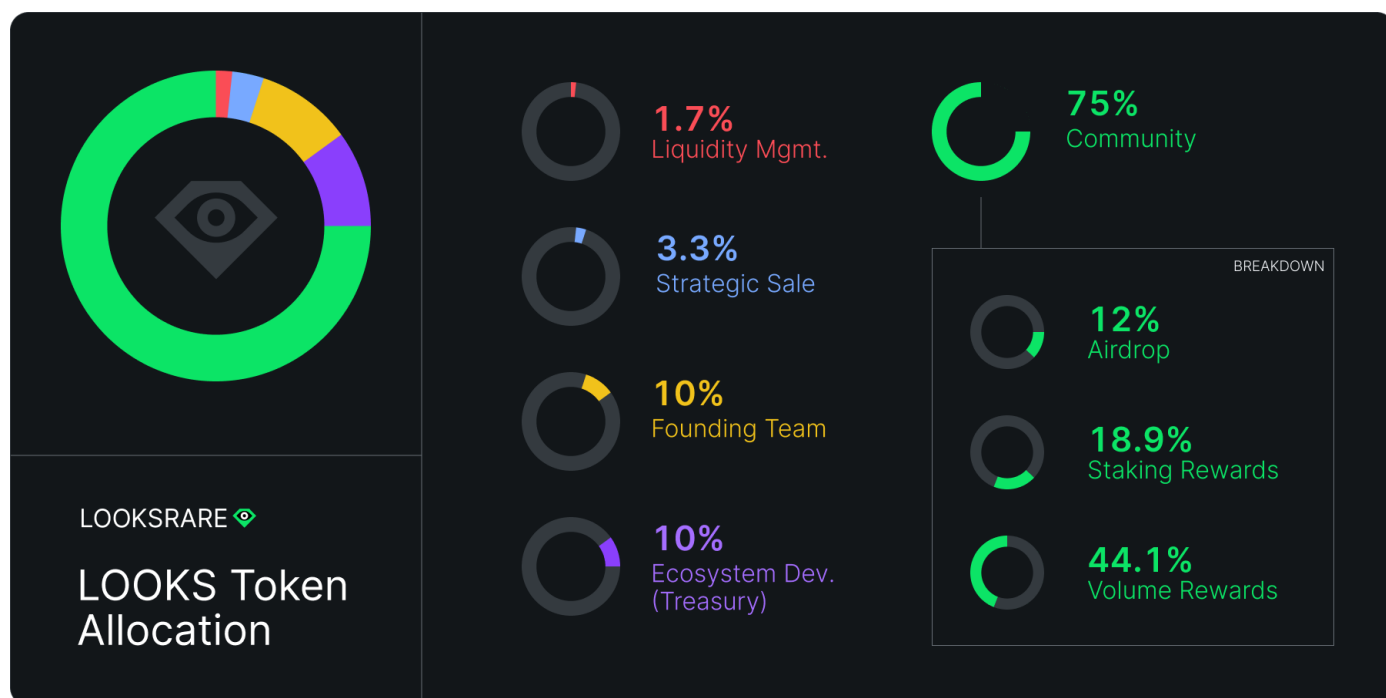 LOOKSRARE
LOOKS Token
Allocation
1.7%
Liquidity Mgmt.
3.3%
Strategic Sale
10%
Founding Team
10%
Ecosystem Dev.
(Treasury)
75%
Community
BREAKDOWN
12%
Airdrop
18.9%
Staking Rewards
44.1%
Volume Rewards